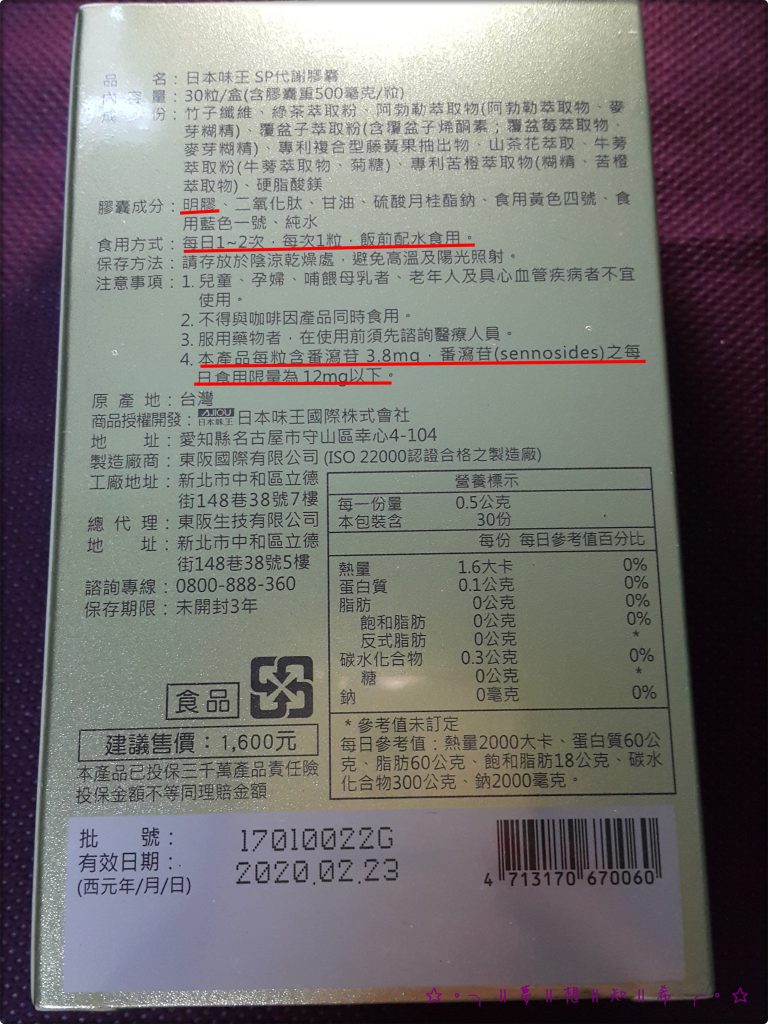 品名：日本味王 SP代謝膠囊
內容量：30粒/盒(含膠囊重500毫克/粒)
成份：竹子纖維、綠茶萃取粉、阿勃勒萃取物(阿勃勒萃取物、麥
芽糊精)、覆盆子萃取粉(含覆盆子烯酮素；覆盆莓萃取物、
麥芽糊精)、專利複合型藤黃果抽出物、山茶花萃取、牛蒡
萃取粉(牛蒡萃取物、菊糖)、專利苦橙萃取物(糊精、苦橙
萃取物)、硬脂酸鎂
膠囊成分：明膠、二氧化肽、甘油、硫酸月桂酯鈉、食用黃色四號、食
用藍色一號、純水
食用方式：每日1~2次，每次1粒，飯前配水食用。
保存方法：請存放於陰涼乾燥處，避免高溫及陽光照射。
注意事項：1. 兒童、孕婦、哺餵母乳者、老年人及具心血管疾病者不宜
使用。
2. 不得與咖啡因產品同時食用。
3. 服用藥物者，在使用前須先諮詢醫療人員。
4. 本產品每粒含番瀉苷 3.8mg，番瀉苷(sennosides)之每
日食用限量為 12mg以下。
原產地：台灣
商品授權開發：AJIOU 日本味王 日本味王國際株式會社
地址：愛知縣名古屋市守山區幸心4-104
製造廠商：東阪國際有限公司 (ISO 22000認證合格之製造廠)
工廠地址：新北市中和區立德
街148巷38號7樓
總代理：東阪生技有限公司
地址：新北市中和區立德
街148巷38號5樓
諮詢專線：0800-888-360
保存期限：未開封3年
營養標示
每一份量 0.5公克
本包裝含 30份
每份 每日參考值百分比
熱量 1.6大卡 0%
蛋白質 0.1公克 0%
脂肪 0公克 0%
飽和脂肪 0公克 0%
反式脂肪 0公克 *
碳水化合物 0.3公克 0%
糖 0公克 *
鈉 0毫克 0%
* 參考值未訂定
每日參考值：熱量2000大卡、蛋白質60公
克、脂肪60公克、飽和脂肪18公克、碳水
化合物300公克、鈉2000毫克。
食品
建議售價：1,600元
本產品已投保三千萬產品責任險
投保金額不等同理賠金額
批號：17010022G
有效日期：2020.02.23
(西元年/月/日)
4 713170 670060
☆∘╮‖夢‖想‖知‖希╭∘☆